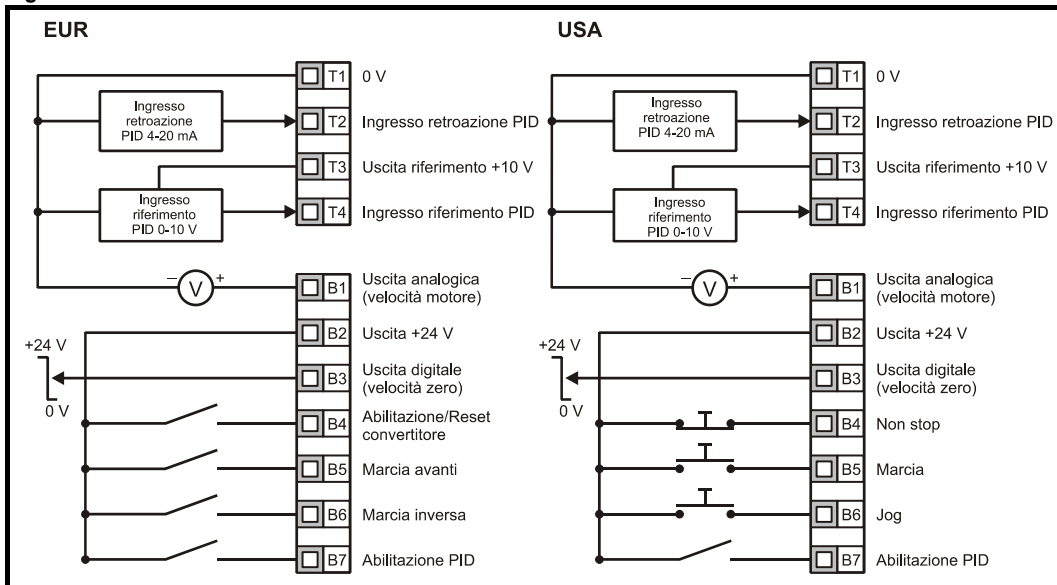 EUR
T1 0 V
Ingresso
retroazione
PID 4-20 mA
T2 Ingresso retroazione PID
T3 Uscita riferimento +10 V
Ingresso
riferimento
PID 0-10 V
T4 Ingresso riferimento PID
− V +
B1 Uscita analogica
(velocità motore)
B2 Uscita +24 V
+24 V
0 V
B3 Uscita digitale
(velocità zero)
B4 Abilitazione/Reset
convertitore
B5 Marcia avanti
B6 Marcia inversa
B7 Abilitazione PID
USA
T1 0 V
Ingresso
retroazione
PID 4-20 mA
T2 Ingresso retroazione PID
T3 Uscita riferimento +10 V
Ingresso
riferimento
PID 0-10 V
T4 Ingresso riferimento PID
− V +
B1 Uscita analogica
(velocità motore)
B2 Uscita +24 V
+24 V
0 V
B3 Uscita digitale
(velocità zero)
B4 Non stop
B5 Marcia
B6 Jog
B7 Abilitazione PID